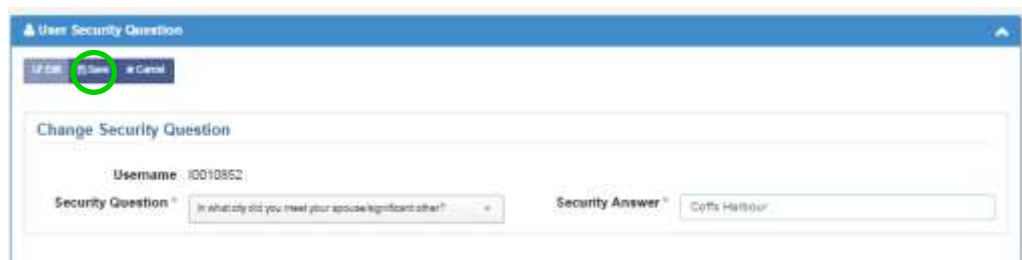 User Security Question
Edit Save Cancel
Change Security Question
Username I0010852
Security Question * In what city did you meet your spouse/significant other? Security Answer * Coffs Harbour